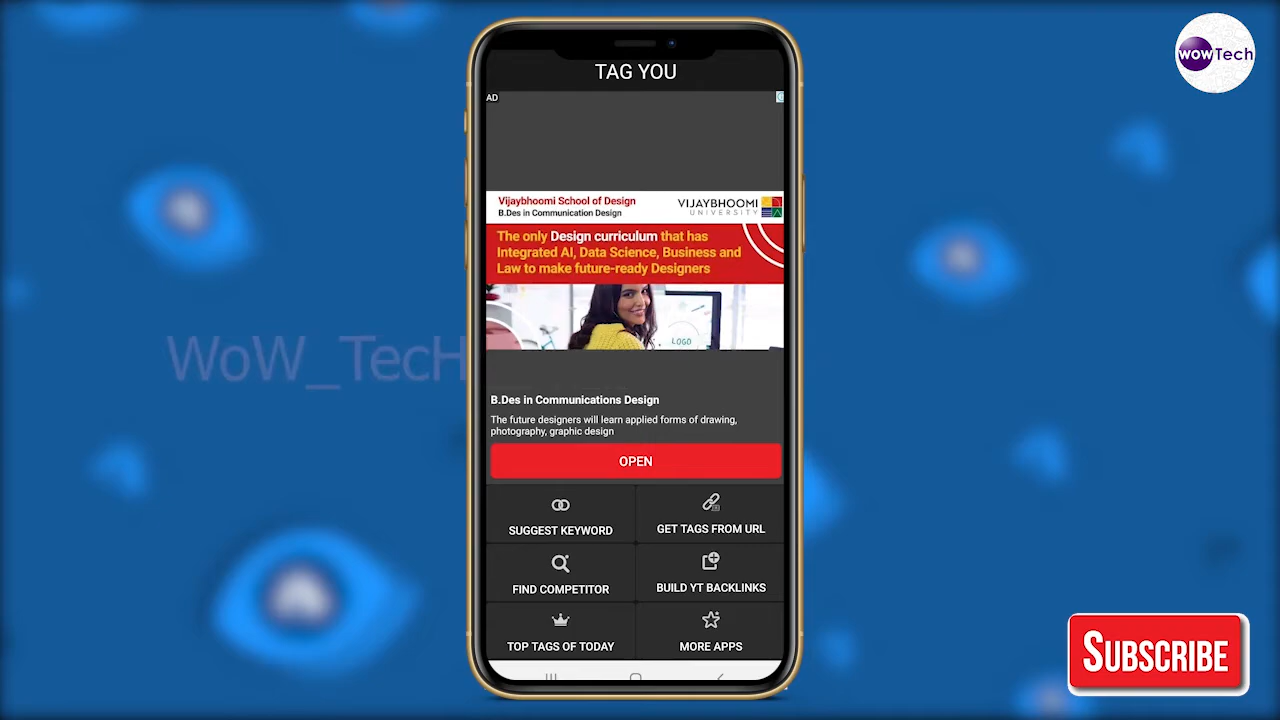 TAG YOU
wowTech
AD
Vijaybhoomi School of Design
B.Des in Communication Design
VIJAYBHOOMI
UNIVERSITY
The only Design curriculum that has
Integrated AI, Data Science, Business and
Law to make future-ready Designers
LOGO
WoW_TecH
B.Des in Communications Design
The future designers will learn applied forms of drawing,
photography, graphic design
OPEN
SUGGEST KEYWORD
GET TAGS FROM URL
FIND COMPETITOR
BUILD YT BACKLINKS
TOP TAGS OF TODAY
MORE APPS
SUBSCRIBE